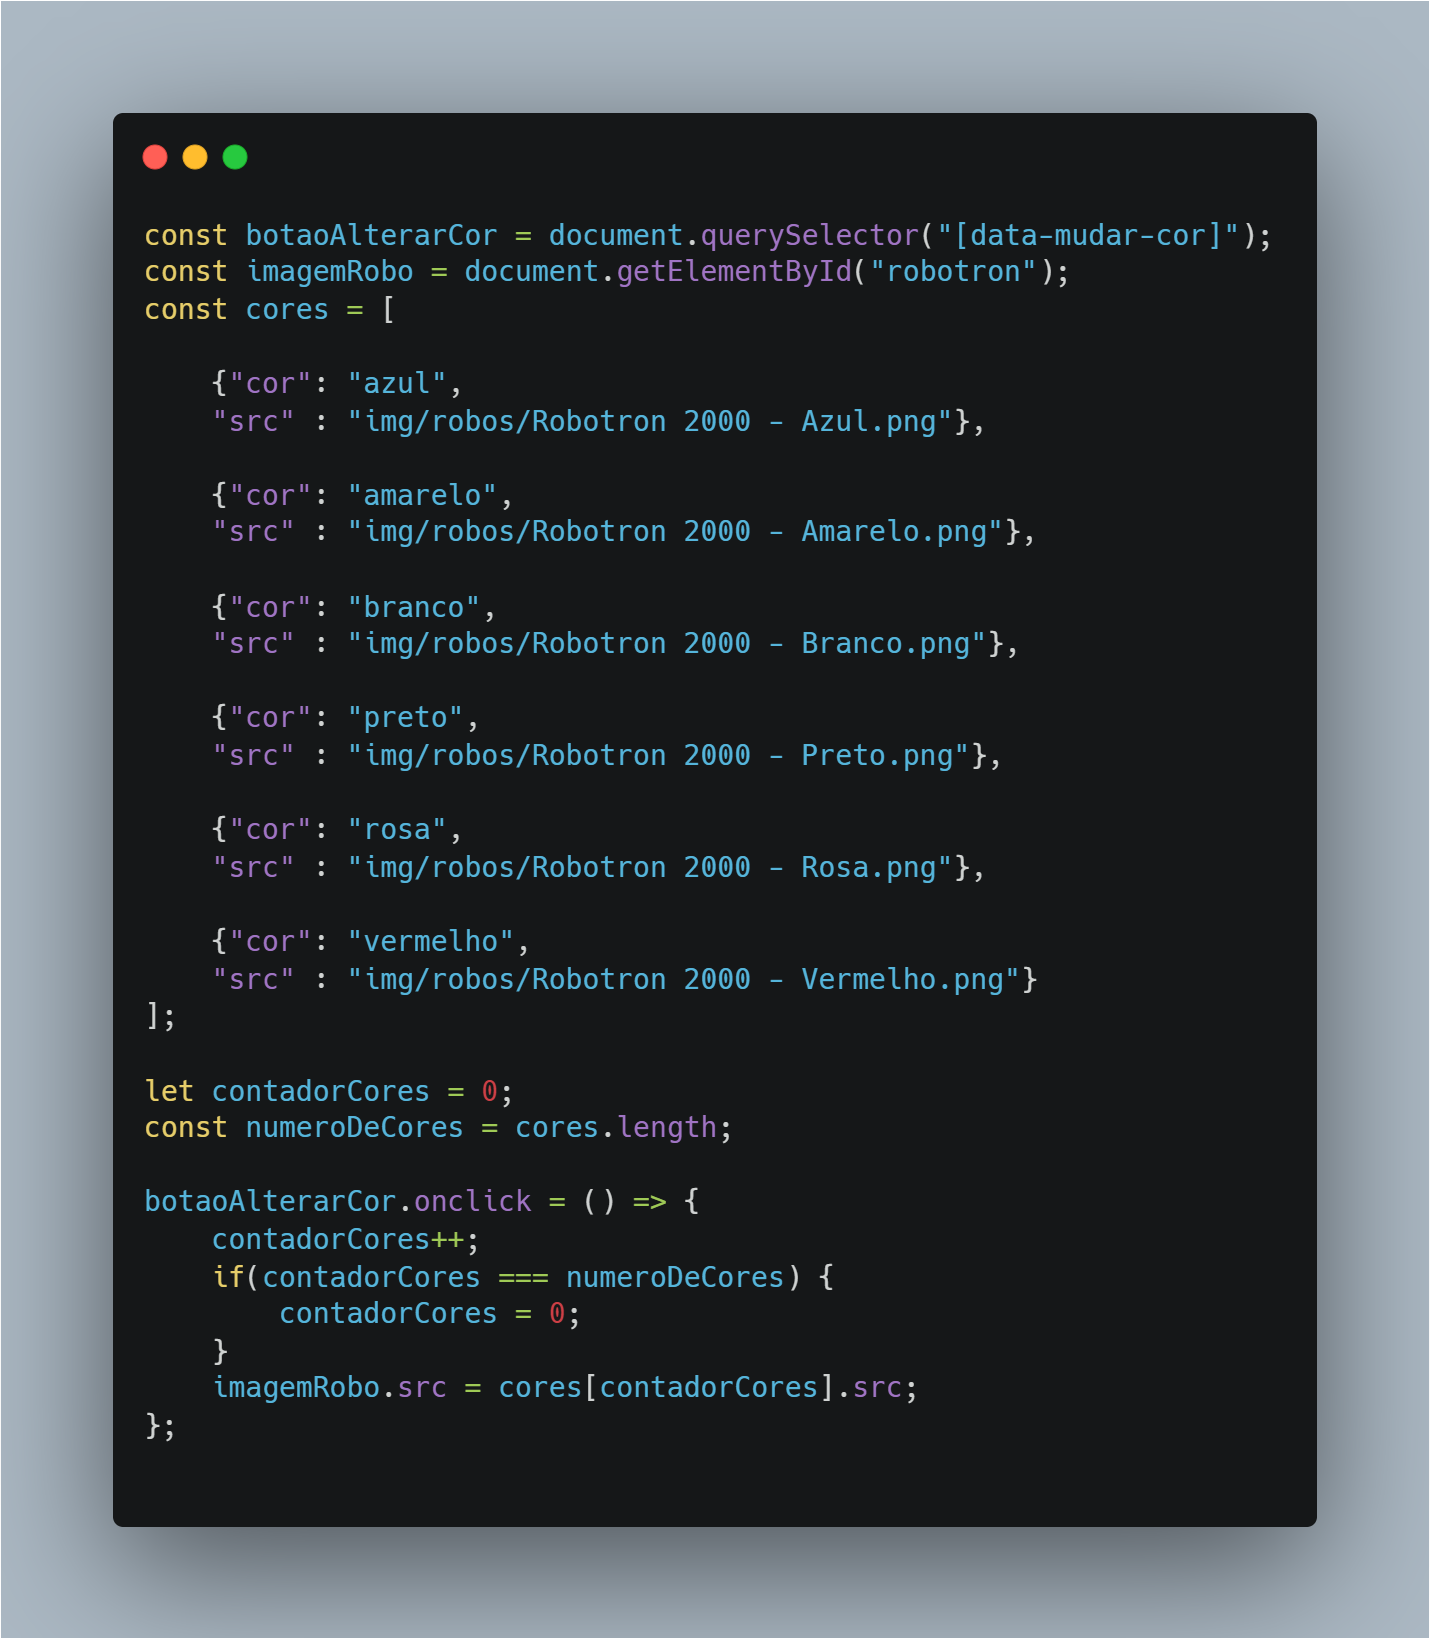 const botaoAlterarCor = document.querySelector("[data-mudar-cor]");
const imagemRobo = document.getElementById("robotron");
const cores = [

    {"cor": "azul",
    "src" : "img/robos/Robotron 2000 - Azul.png"},

    {"cor": "amarelo",
    "src" : "img/robos/Robotron 2000 - Amarelo.png"},

    {"cor": "branco",
    "src" : "img/robos/Robotron 2000 - Branco.png"},

    {"cor": "preto",
    "src" : "img/robos/Robotron 2000 - Preto.png"},

    {"cor": "rosa",
    "src" : "img/robos/Robotron 2000 - Rosa.png"},

    {"cor": "vermelho",
    "src" : "img/robos/Robotron 2000 - Vermelho.png"}
];

let contadorCores = 0;
const numeroDeCores = cores.length;

botaoAlterarCor.onclick = () => {
    contadorCores++;
    if(contadorCores === numeroDeCores) {
        contadorCores = 0;
    }
    imagemRobo.src = cores[contadorCores].src;
};